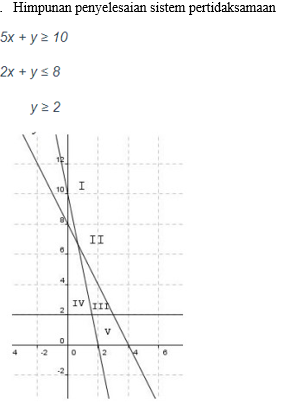 . Himpunan penyelesaian sistem pertidaksamaan
5x + y ≥ 10
2x + y ≤ 8
y ≥ 2
12
10
I
8
II
6
4
IV III
2
V
4 -2 0 2 4 6
0
-2